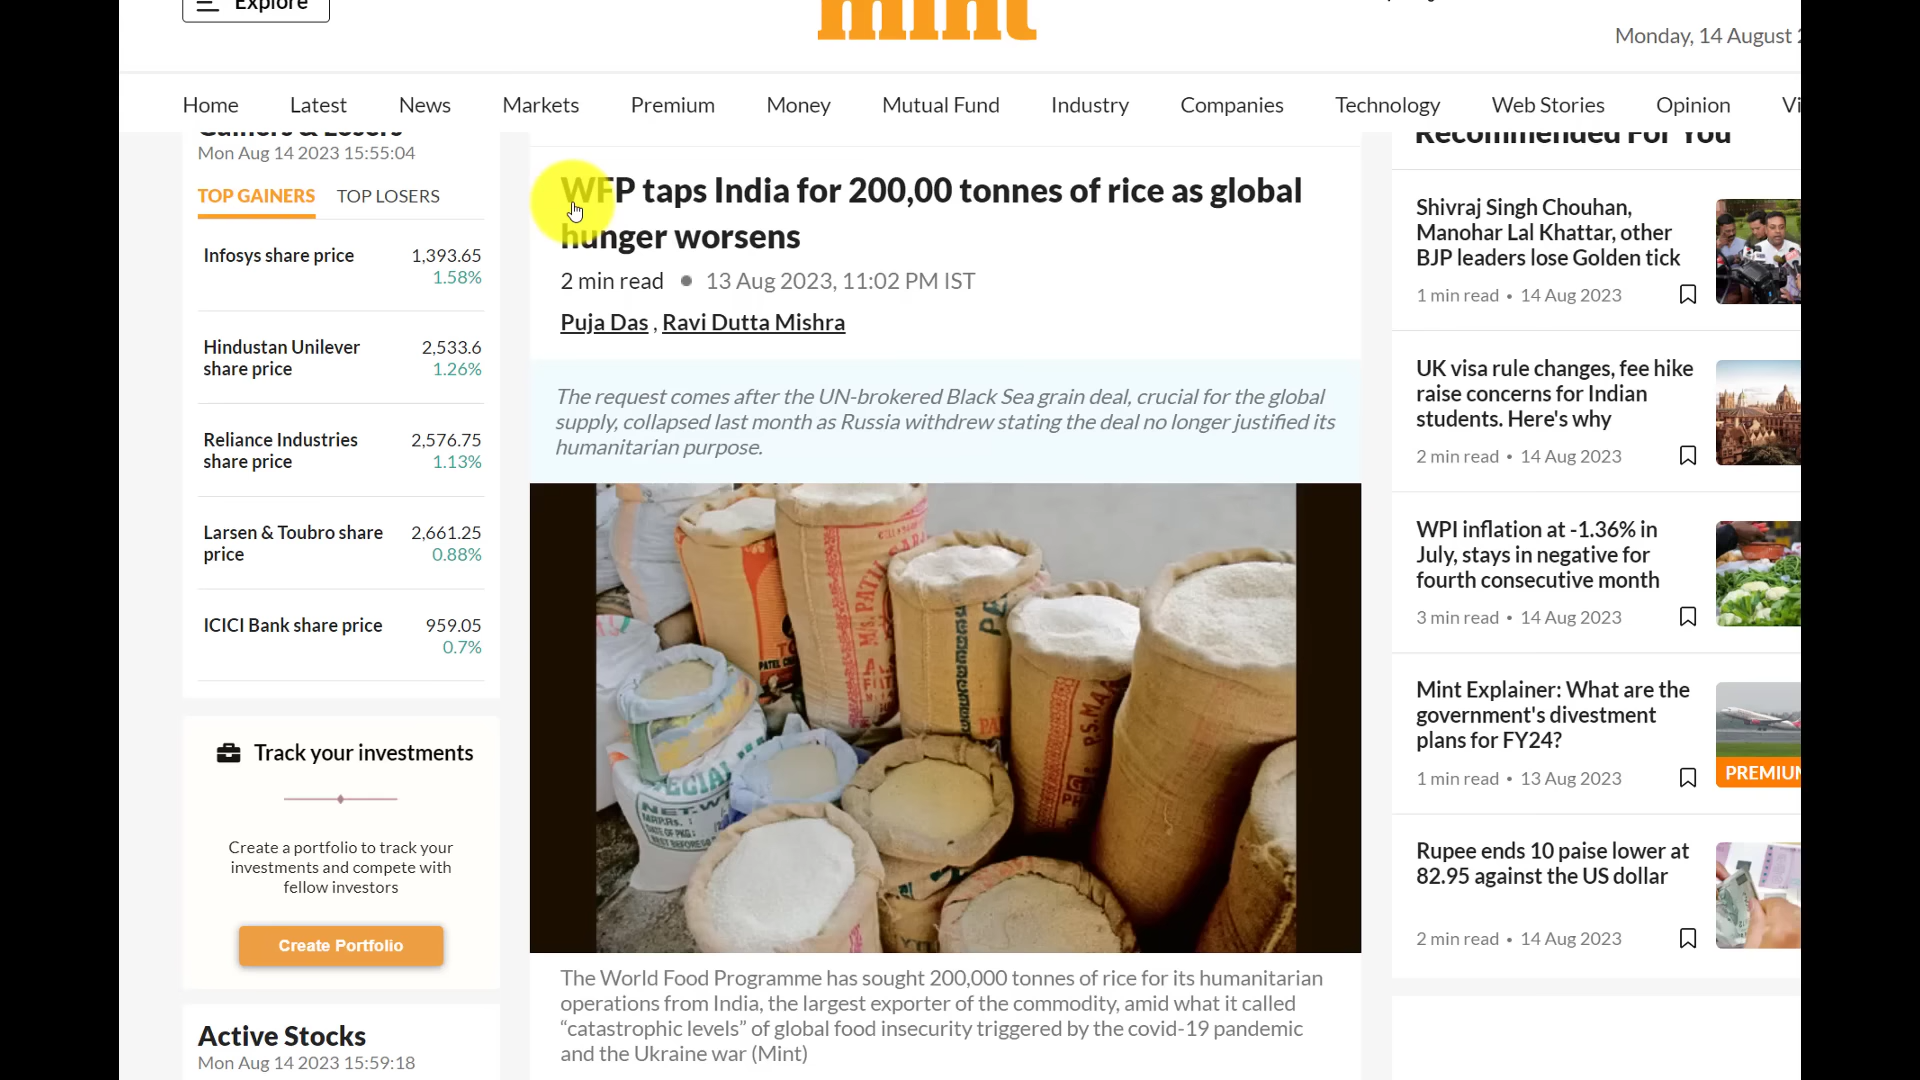 Explore
mint
Monday, 14 August
Home Latest News Markets Premium Money Mutual Fund Industry Companies Technology Web Stories Opinion
Gainers & Losers
Mon Aug 14 2023 15:55:04
TOP GAINERS TOP LOSERS
Infosys share price 1,393.65
1.58%
Hindustan Unilever 2,533.6
share price 1.26%
Reliance Industries 2,576.75
share price 1.13%
Larsen & Toubro share 2,661.25
price 0.88%
ICICI Bank share price 959.05
0.7%
Track your investments
Create a portfolio to track your
investments and compete with
fellow investors
Create Portfolio
Active Stocks
Mon Aug 14 2023 15:59:18
WFP taps India for 200,00 tonnes of rice as global
hunger worsens
2 min read • 13 Aug 2023, 11:02 PM IST
Puja Das , Ravi Dutta Mishra
The request comes after the UN-brokered Black Sea grain deal, crucial for the global
supply, collapsed last month as Russia withdrew stating the deal no longer justified its
humanitarian purpose.
The World Food Programme has sought 200,000 tonnes of rice for its humanitarian
operations from India, the largest exporter of the commodity, amid what it called
“catastrophic levels” of global food insecurity triggered by the covid-19 pandemic
and the Ukraine war (Mint)
Recommended For You
Shivraj Singh Chouhan,
Manohar Lal Khattar, other
BJP leaders lose Golden tick
1 min read • 14 Aug 2023
UK visa rule changes, fee hike
raise concerns for Indian
students. Here's why
2 min read • 14 Aug 2023
WPI inflation at -1.36% in
July, stays in negative for
fourth consecutive month
3 min read • 14 Aug 2023
Mint Explainer: What are the
government's divestment
plans for FY24?
1 min read • 13 Aug 2023
PREMIUM
Rupee ends 10 paise lower at
82.95 against the US dollar
2 min read • 14 Aug 2023